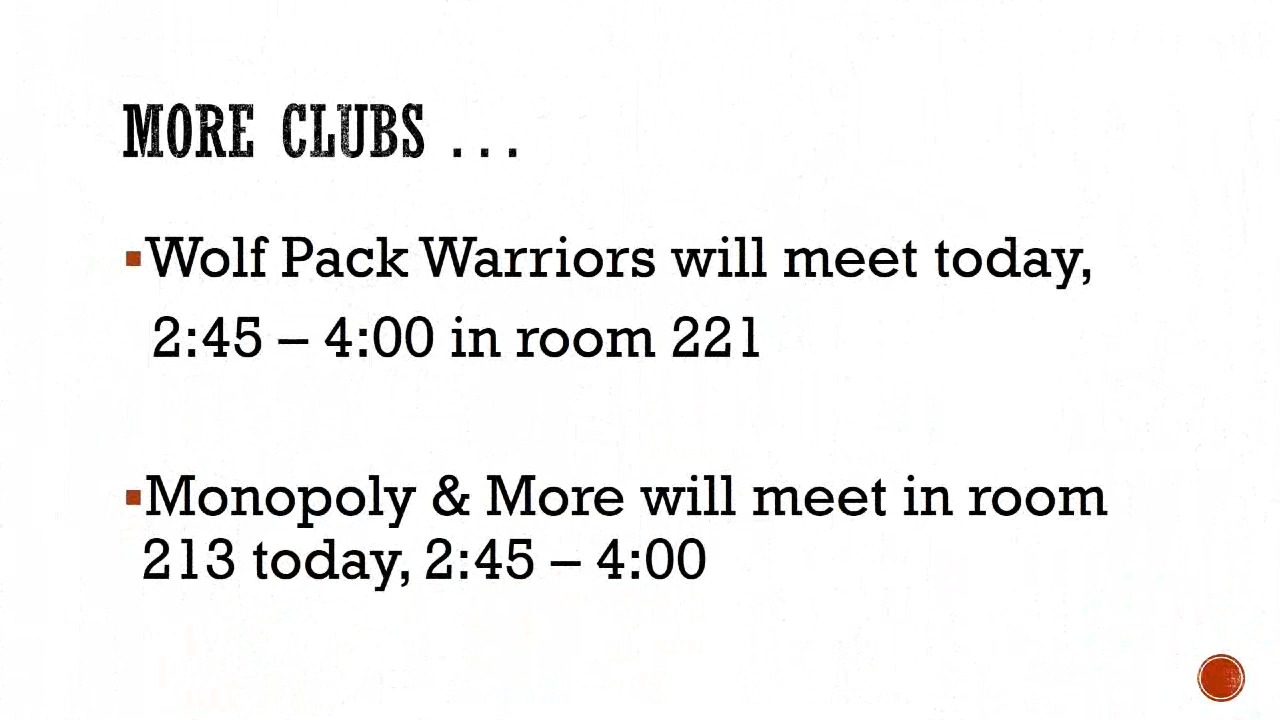 MORE CLUBS ...
▪Wolf Pack Warriors will meet today,
2:45 – 4:00 in room 221
▪Monopoly & More will meet in room
213 today, 2:45 – 4:00